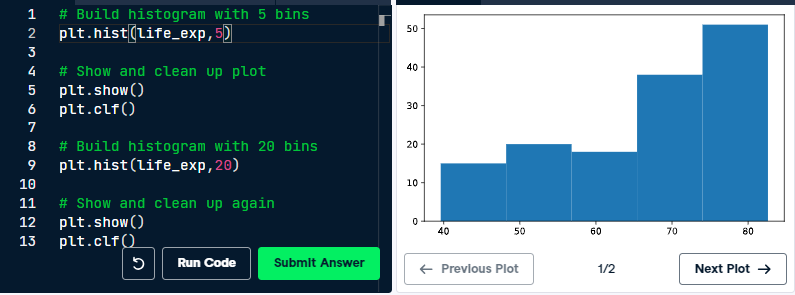 1 # Build histogram with 5 bins
2 plt.hist(life_exp,5)
3
4 # Show and clean up plot
5 plt.show()
6 plt.clf()
7
8 # Build histogram with 20 bins
9 plt.hist(life_exp,20)
10
11 # Show and clean up again
12 plt.show()
13 plt.clf()
Run Code
Submit Answer
50
40
30
20
10
0
40 50 60 70 80
← Previous Plot 1/2 Next Plot →